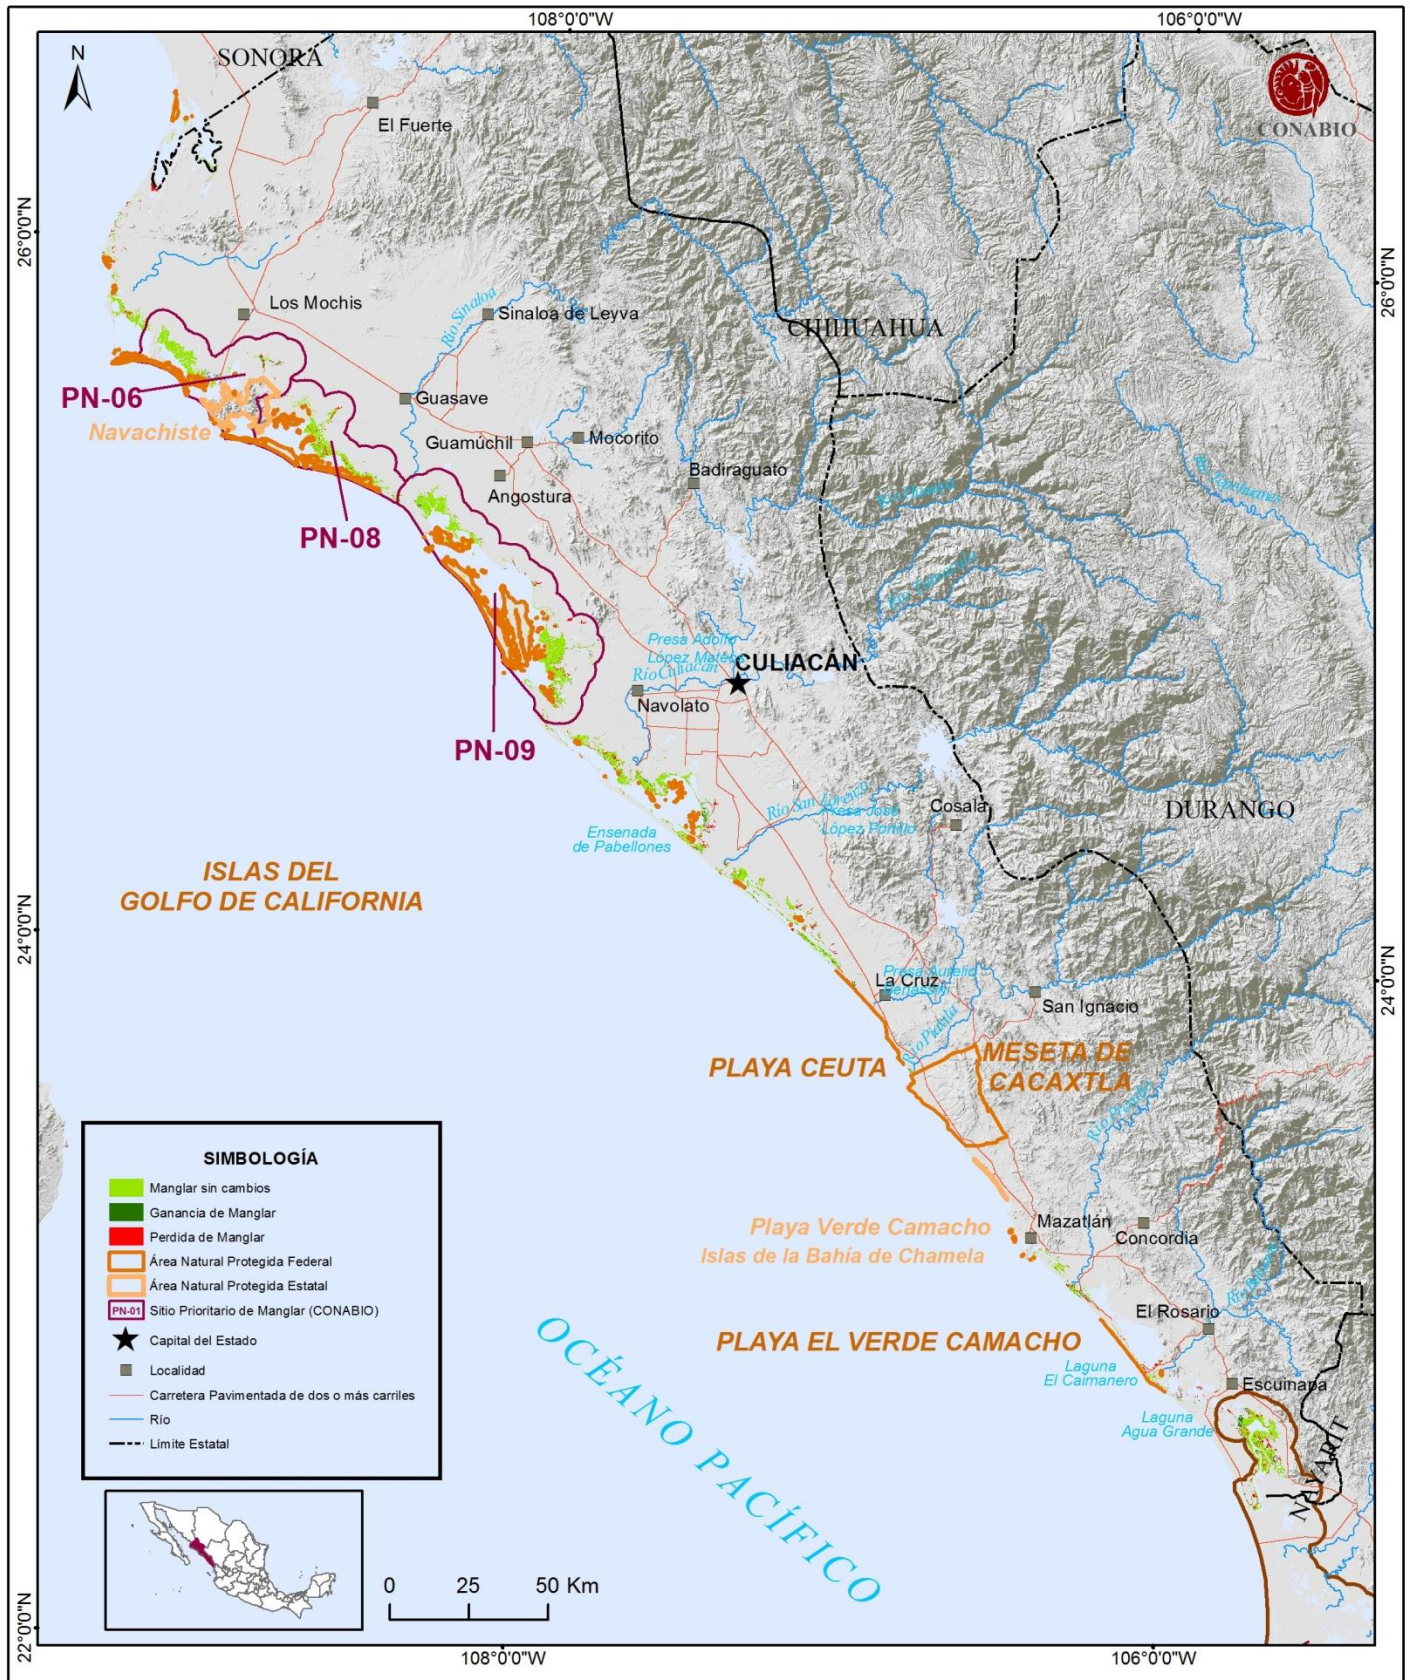 108°0'0"W
106°0'0"W
N
SONORA
CONABIO
El Fuerte
26°0'0"N
26°0'0"N
Los Mochis
Río Sinaloa
Sinaloa de Leyva
CHIHUAHUA
PN-06
Guasave
Navachiste
Guamúchil
Mocorito
Badiraguato
Angostura
Río Humaya
Río Tepehuanes
PN-08
Presa Adolfo
López Mateos
CULIACÁN
Río Culiacán
Navolato
PN-09
Río San Lorenzo
Presa José
López Portillo
Cosalá
DURANGO
Ensenada
de Pabellones
ISLAS DEL
GOLFO DE CALIFORNIA
24°0'0"N
24°0'0"N
Presa Aurelio
La Cruz
San Ignacio
Río Piaxtla
PLAYA CEUTA
MESETA DE
CACAXTLA
Río Presidio
SIMBOLOGÍA
Manglar sin cambios
Ganancia de Manglar
Perdida de Manglar
Área Natural Protegida Federal
Área Natural Protegida Estatal
PN-01 Sitio Prioritario de Manglar (CONABIO)
Capital del Estado
Localidad
Carretera Pavimentada de dos o más carriles
Río
Límite Estatal
Playa Verde Camacho
Islas de la Bahía de Chamela
Mazatlán
Concordia
El Rosario
PLAYA EL VERDE CAMACHO
Laguna
El Caimanero
Escuinapa
Laguna
Agua Grande
NAYARIT
OCÉANO PACÍFICO
0 25 50 Km
22°0'0"N
108°0'0"W
106°0'0"W